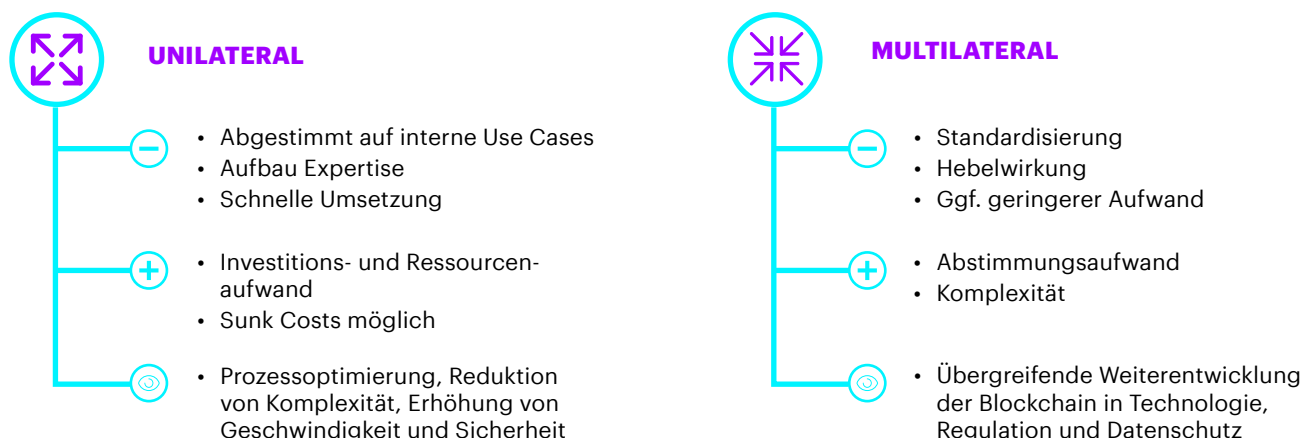 UNILATERAL
• Abgestimmt auf interne Use Cases
• Aufbau Expertise
• Schnelle Umsetzung
• Investitions- und Ressourcen-
aufwand
• Sunk Costs möglich
• Prozessoptimierung, Reduktion
von Komplexität, Erhöhung von
Geschwindigkeit und Sicherheit
MULTILATERAL
• Standardisierung
• Hebelwirkung
• Ggf. geringerer Aufwand
• Abstimmungsaufwand
• Komplexität
• Übergreifende Weiterentwicklung
der Blockchain in Technologie,
Regulation und Datenschutz